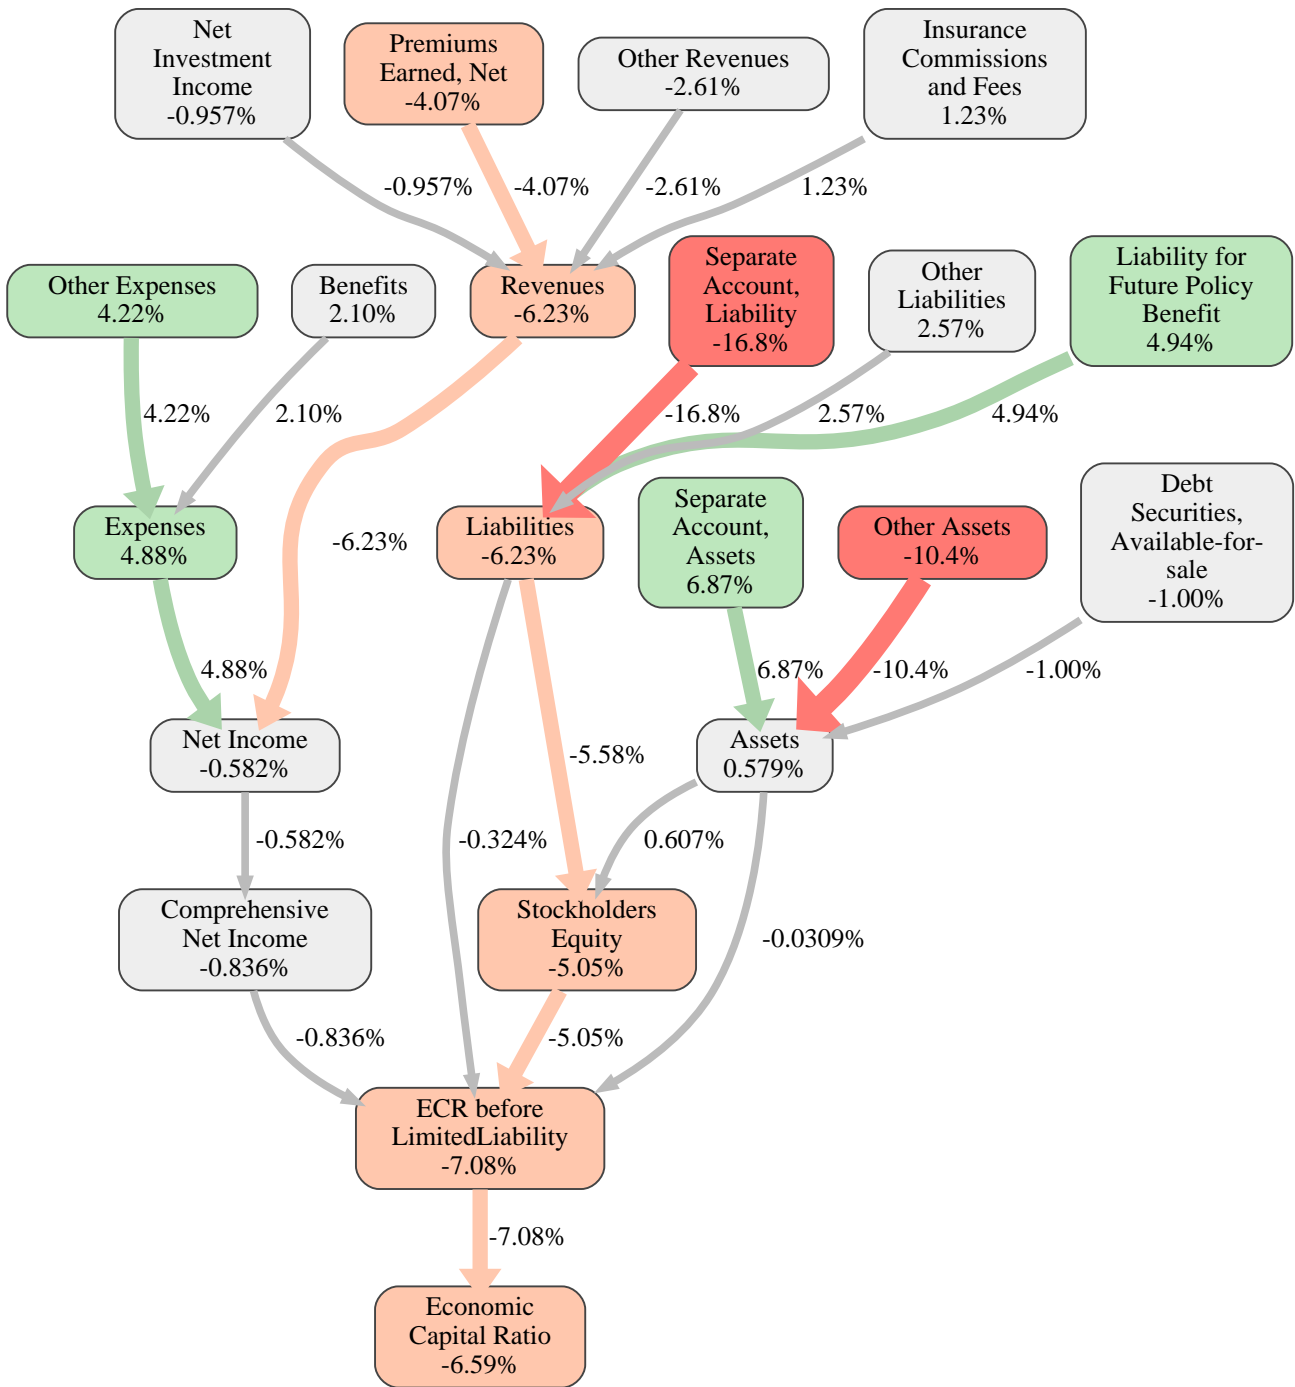 Net
Investment
Income
-0.957%
Premiums
Earned, Net
-4.07%
Other Revenues
-2.61%
Insurance
Commissions
and Fees
1.23%
-0.957%
-4.07%
-2.61%
1.23%
Other Expenses
4.22%
Benefits
2.10%
Revenues
-6.23%
Separate
Account,
Liability
-16.8%
Other
Liabilities
2.57%
Liability for
Future Policy
Benefit
4.94%
4.22%
2.10%
-16.8%
2.57%
4.94%
Expenses
4.88%
-6.23%
Liabilities
-6.23%
Separate
Account,
Assets
6.87%
Other Assets
-10.4%
Debt
Securities,
Available-for-
sale
-1.00%
4.88%
6.87%
-10.4%
-1.00%
Net Income
-0.582%
-5.58%
Assets
0.579%
-0.582%
-0.324%
0.607%
Comprehensive
Net Income
-0.836%
Stockholders
Equity
-5.05%
-0.0309%
-0.836%
-5.05%
ECR before
LimitedLiability
-7.08%
-7.08%
Economic
Capital Ratio
-6.59%